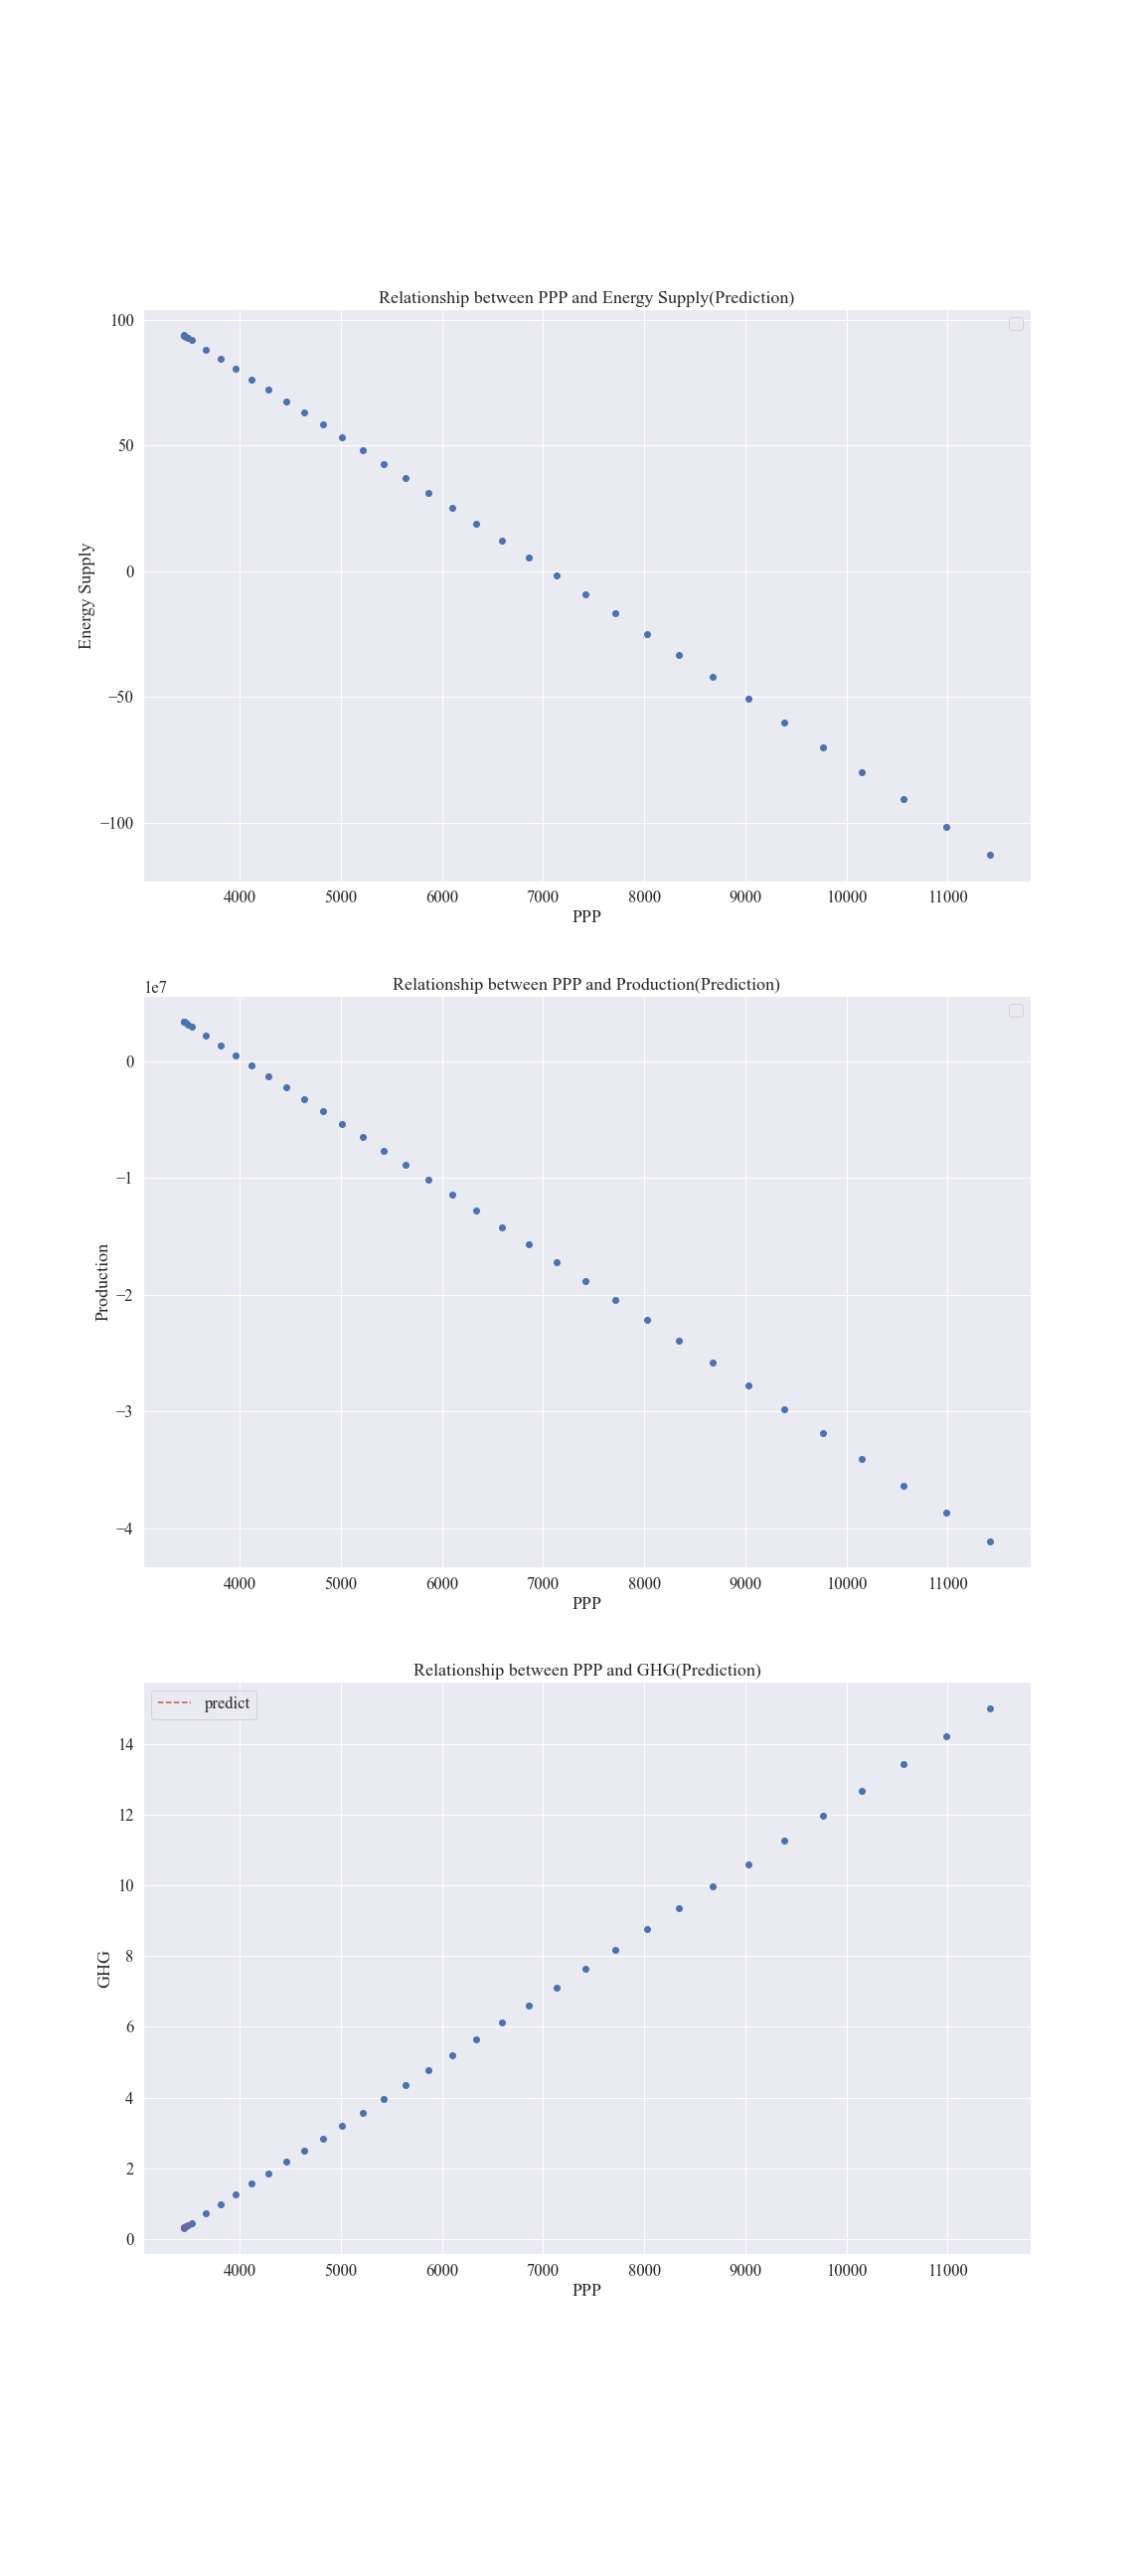 Relationship between PPP and Energy Supply(Prediction)
100
50
0
−50
−100
Energy Supply
4000 5000 6000 7000 8000 9000 10000 11000
PPP
Relationship between PPP and Production(Prediction)
1e7
0
−1
−2
−3
−4
Production
4000 5000 6000 7000 8000 9000 10000 11000
PPP
Relationship between PPP and GHG(Prediction)
predict
14
12
10
8
6
4
2
0
GHG
4000 5000 6000 7000 8000 9000 10000 11000
PPP